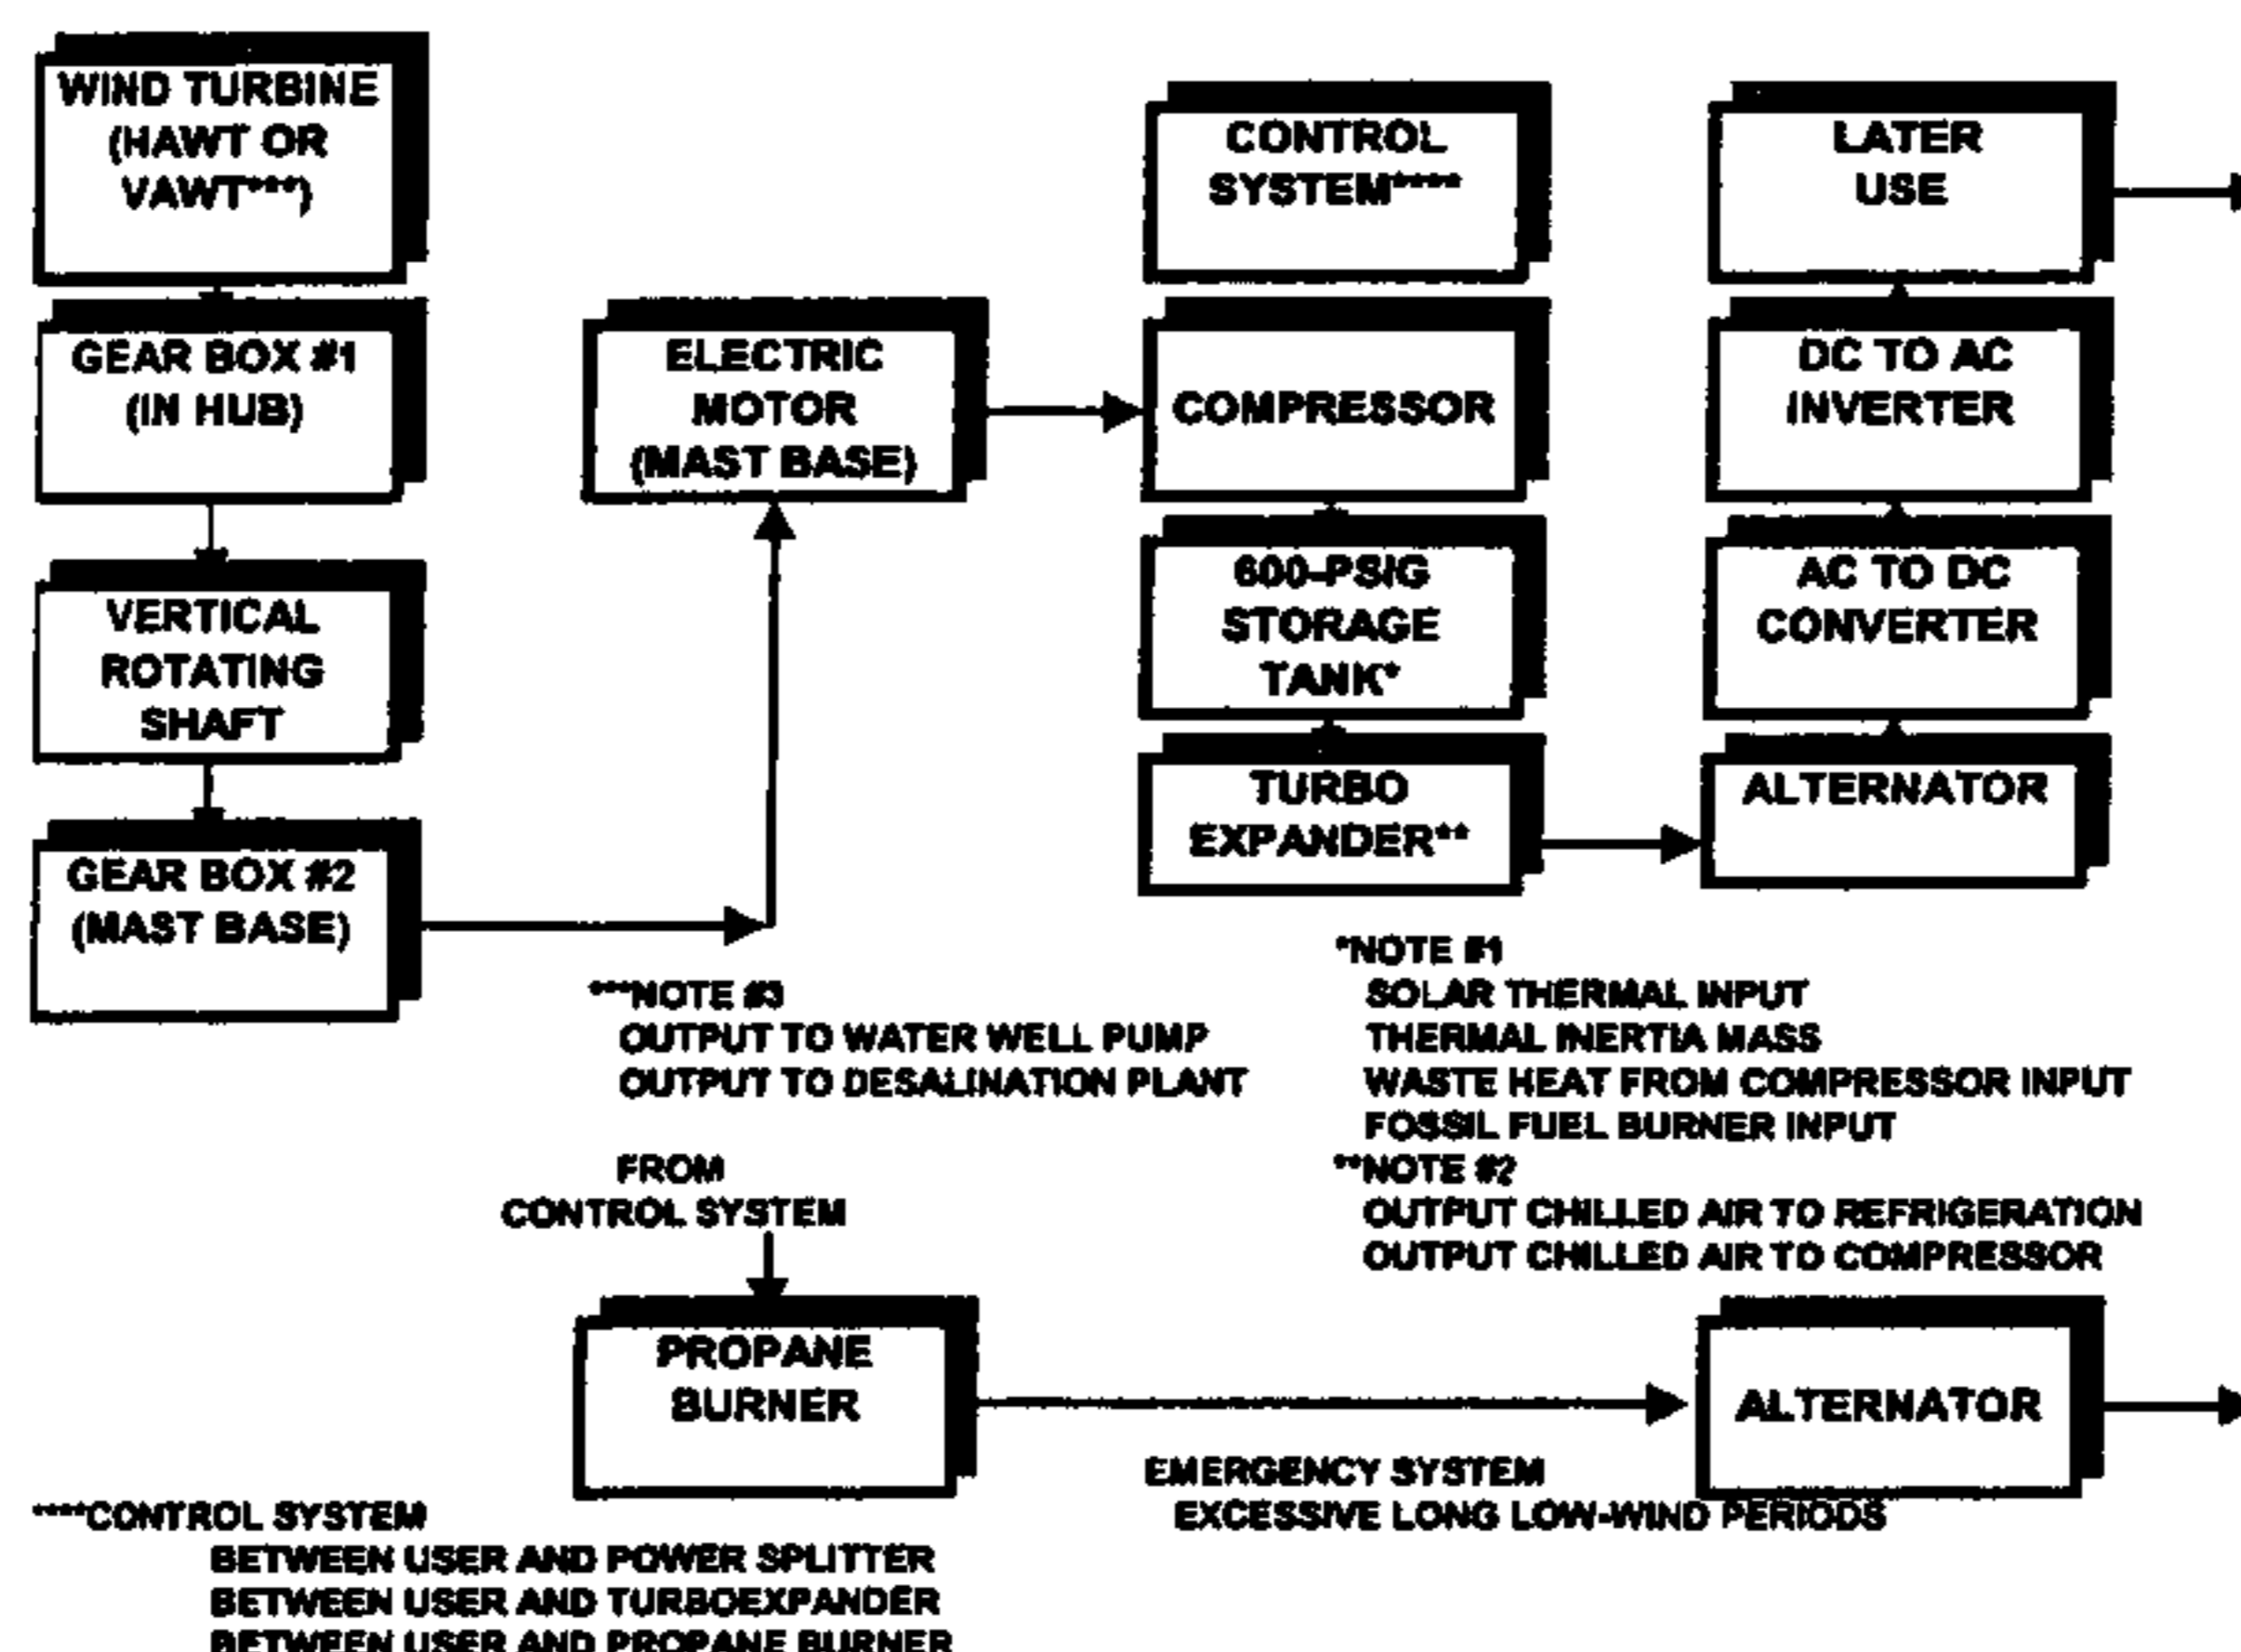 WIND TURBINE
(HAWT OR
VAWT***)
GEAR BOX #1
(IN HUB)
VERTICAL
ROTATING
SHAFT
GEAR BOX #2
(MAST BASE)
ELECTRIC
MOTOR
(MAST BASE)
CONTROL
SYSTEM****
COMPRESSOR
600-PSIG
STORAGE
TANK*
TURBO
EXPANDER**
LATER
USE
DC TO AC
INVERTER
AC TO DC
CONVERTER
ALTERNATOR
***NOTE #3
OUTPUT TO WATER WELL PUMP
OUTPUT TO DESALINATION PLANT
*NOTE #1
SOLAR THERMAL INPUT
THERMAL INERTIA MASS
WASTE HEAT FROM COMPRESSOR INPUT
FOSSIL FUEL BURNER INPUT
**NOTE #2
OUTPUT CHILLED AIR TO REFRIGERATION
OUTPUT CHILLED AIR TO COMPRESSOR
FROM
CONTROL SYSTEM
PROPANE
BURNER
ALTERNATOR
EMERGENCY SYSTEM
EXCESSIVE LONG LOW-WIND PERIODS
****CONTROL SYSTEM
BETWEEN USER AND POWER SPLITTER
BETWEEN USER AND TURBOEXPANDER
BETWEEN USER AND PROPANE BURNER